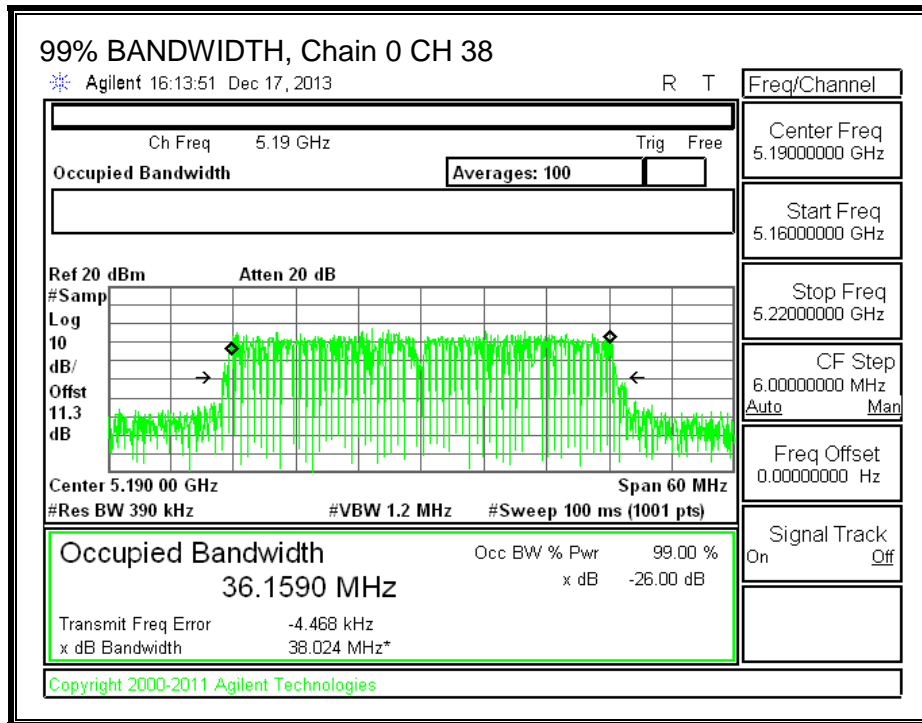 99% BANDWIDTH, Chain 0 CH 38
Agilent 16:13:51 Dec 17, 2013 R T
Ch Freq 5.19 GHz Trig Free
Occupied Bandwidth Averages: 100
Ref 20 dBm Atten 20 dB
#Samp
Log
10
dB/
Offst
11.3
dB
Center 5.190 00 GHz Span 60 MHz
#Res BW 390 kHz #VBW 1.2 MHz #Sweep 100 ms (1001 pts)
Occupied Bandwidth Occ BW % Pwr 99.00 %
36.1590 MHz x dB -26.00 dB
Transmit Freq Error -4.468 kHz
x dB Bandwidth 38.024 MHz*
Copyright 2000-2011 Agilent Technologies
Freq/Channel
Center Freq
5.19000000 GHz
Start Freq
5.16000000 GHz
Stop Freq
5.22000000 GHz
CF Step
6.00000000 MHz
Auto Man
Freq Offset
0.00000000 Hz
Signal Track
On Off